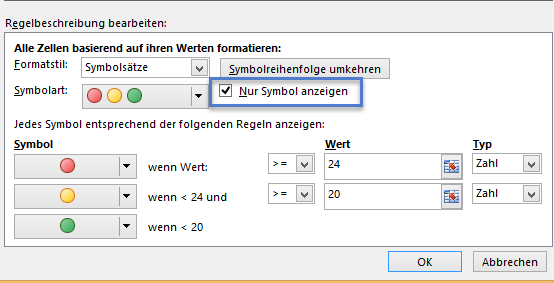 Regelbeschreibung bearbeiten:
Alle Zellen basierend auf ihren Werten formatieren:
Formatstil: Symbolsätze Symbolreihenfolge umkehren
Symbolart: Nur Symbol anzeigen
Jedes Symbol entsprechend der folgenden Regeln anzeigen:
Symbol Wert Typ
wenn Wert: >= 24 Zahl
wenn < 24 und >= 20 Zahl
wenn < 20
OK Abbrechen